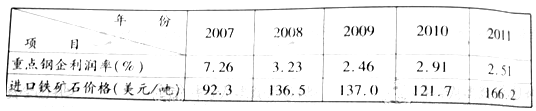 年 份 2007 2008 2009 2010 2011
项 目
重点钢企利润率(%) 7.26 3.23 2.46 2.91 2.51
进口铁矿石价格(美元/吨) 92.3 136.5 137.0 121.7 166.2